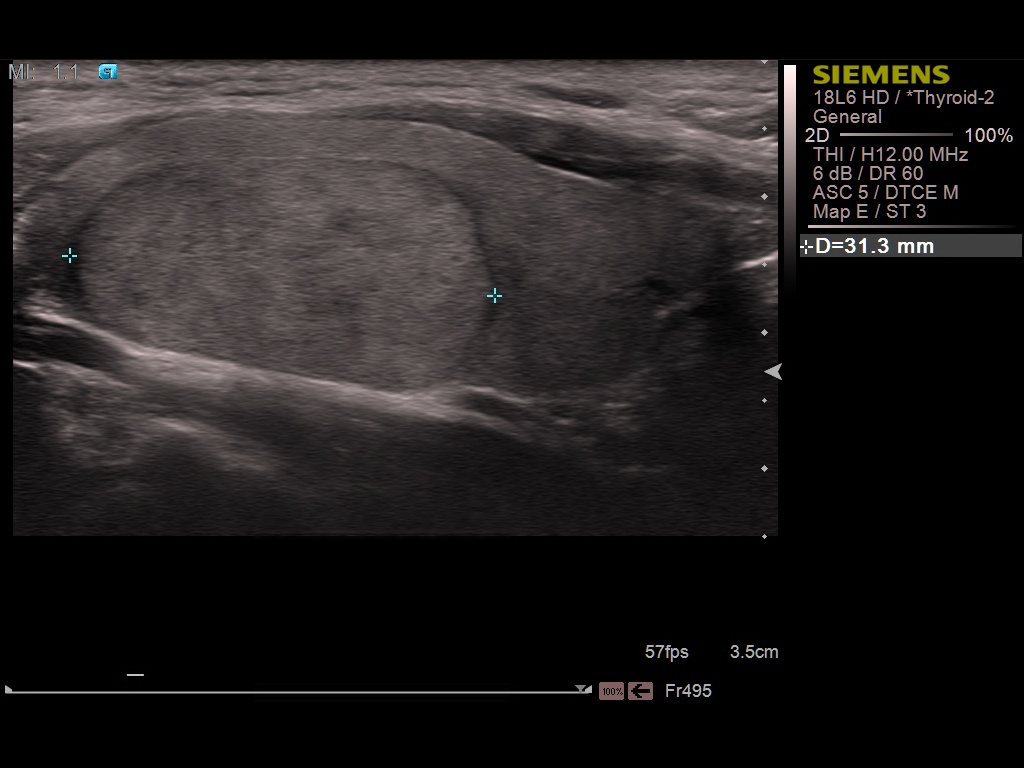 MI: 1.1
SIEMENS
18L6 HD / *Thyroid-2
General
2D 100%
THI / H12.00 MHz
6 dB / DR 60
ASC 5 / DTCE M
Map E / ST 3
D=31.3 mm
57fps 3.5cm
100% Fr495